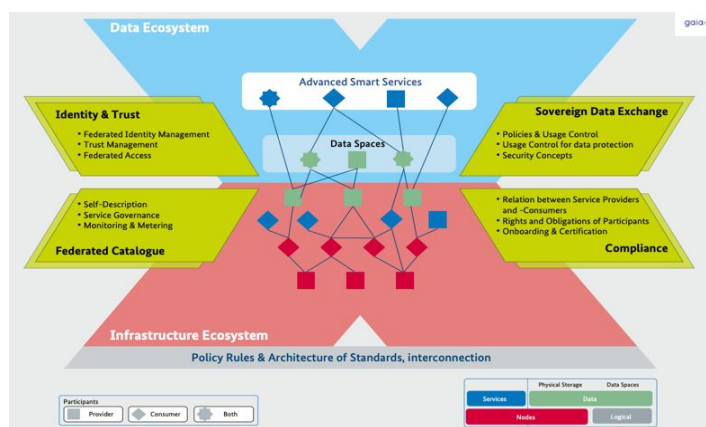 Data Ecosystem
gaia-
Advanced Smart Services
Identity & Trust
• Federated Identity Management
• Trust Management
• Federated Access
Data Spaces
Sovereign Data Exchange
• Policies & Usage Control
• Usage Control for data protection
• Security Concepts
• Self-Description
• Service Governance
• Monitoring & Metering
Federated Catalogue
• Relation between Service Providers
and -Consumers
• Rights and Obligations of Participants
• Onboarding & Certification
Compliance
Infrastructure Ecosystem
Policy Rules & Architecture of Standards, interconnection
Participants
Provider Consumer Both
Physical Storage Data Spaces
Services Data
Nodes Logical